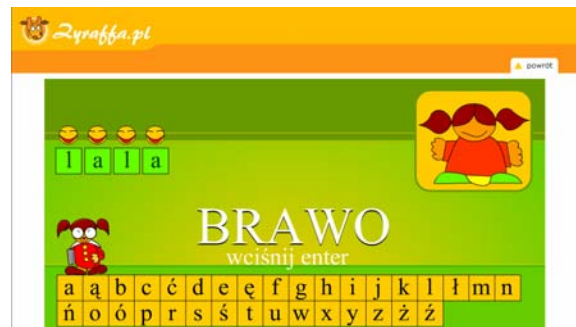 Żyraffa.pl
powrót
l a l a
BRAWO
wciśnij enter
a ą b c ć d e ę f g h i j k l ł m n
ń o ó p r s ś t u w x y z ż ź